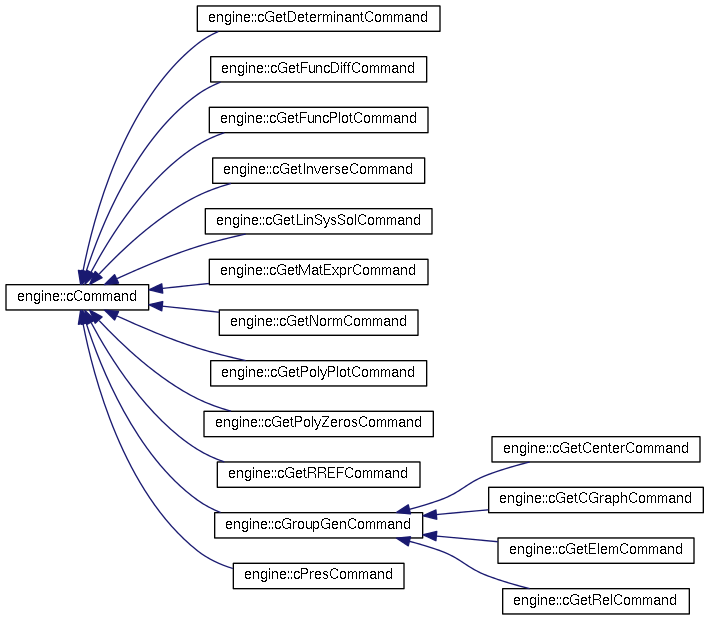 engine::cGetDeterminantCommand
engine::cGetFuncDiffCommand
engine::cGetFuncPlotCommand
engine::cGetInverseCommand
engine::cGetLinSysSolCommand
engine::cGetMatExprCommand
engine::cCommand
engine::cGetNormCommand
engine::cGetPolyPlotCommand
engine::cGetPolyZerosCommand
engine::cGetCenterCommand
engine::cGetRREFCommand
engine::cGetCGraphCommand
engine::cGroupGenCommand
engine::cGetElemCommand
engine::cPresCommand
engine::cGetRelCommand